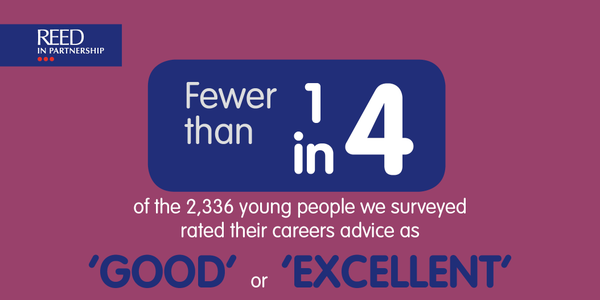 REED
IN PARTNERSHIP
Fewer than
1 in 4
of the 2,336 young people we surveyed
rated their careers advice as
'GOOD' or 'EXCELLENT'